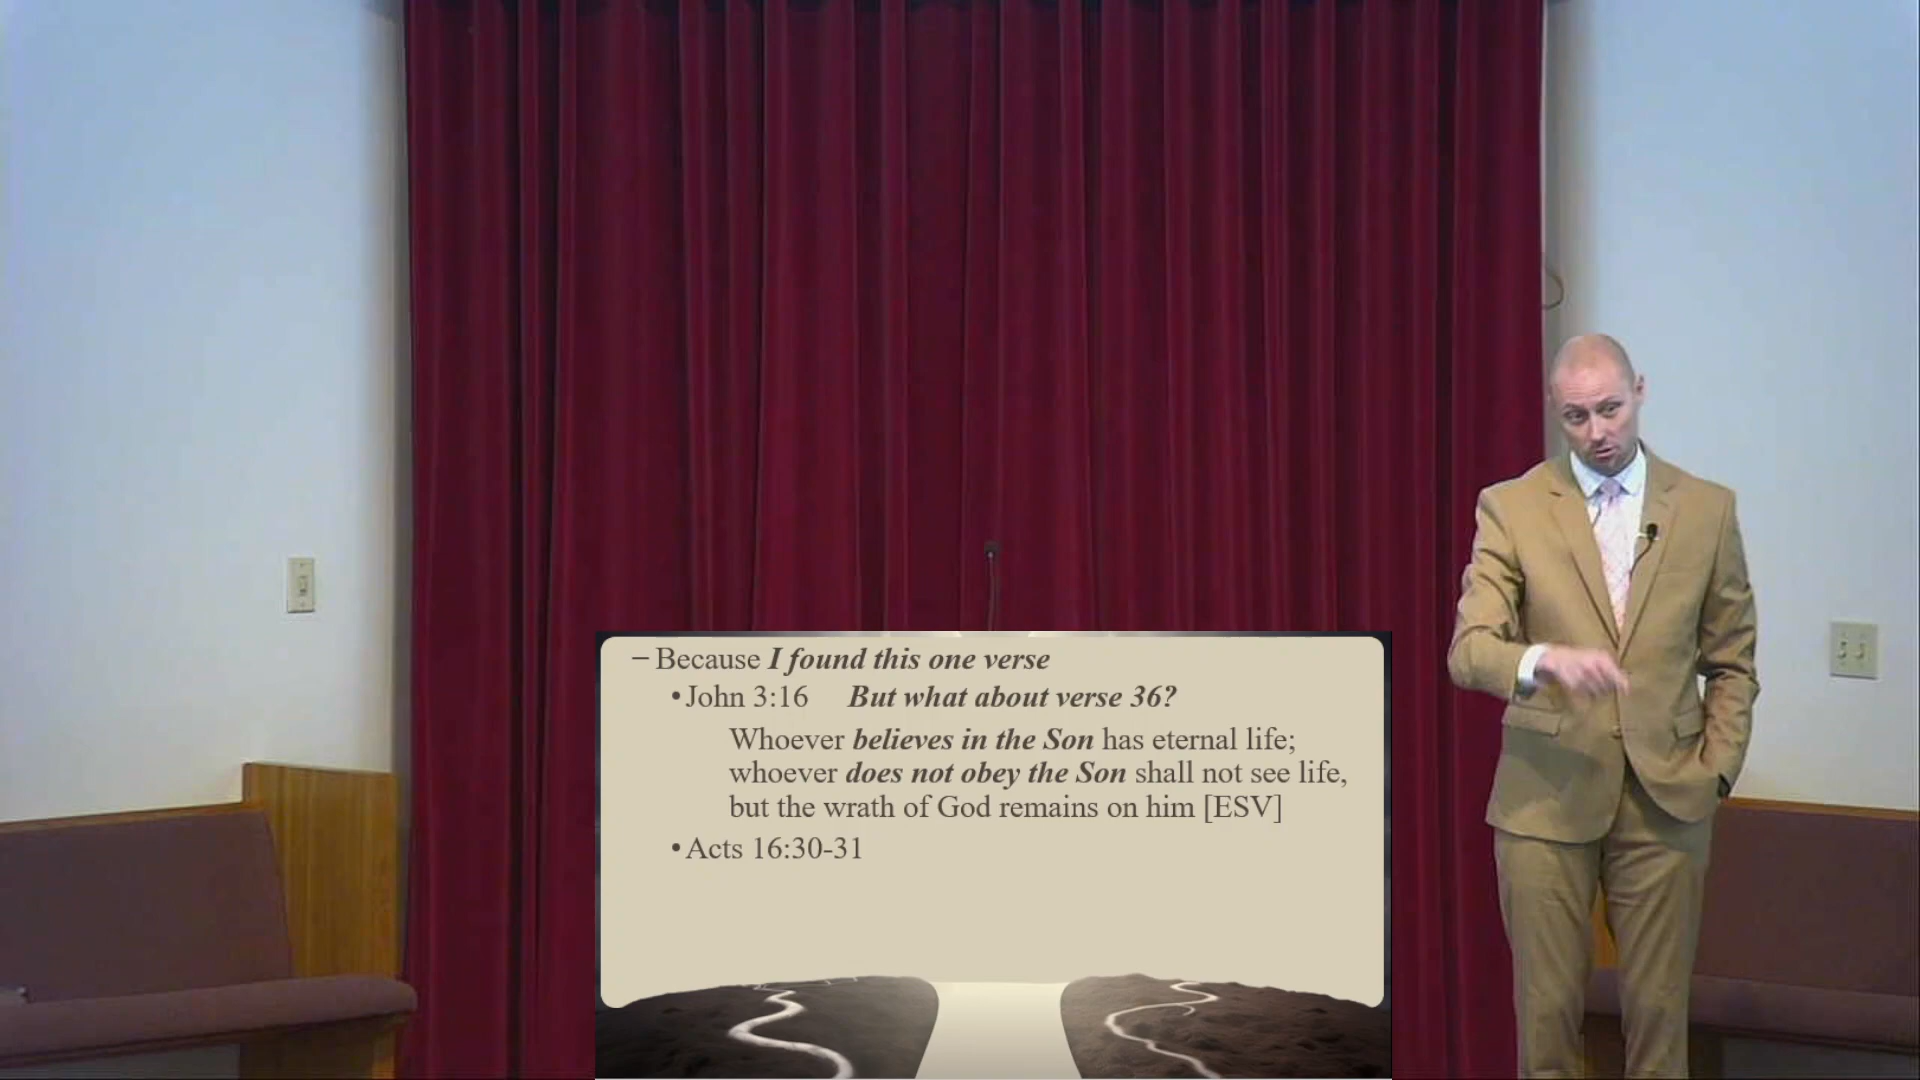 – Because I found this one verse
•John 3:16 But what about verse 36?
Whoever believes in the Son has eternal life;
whoever does not obey the Son shall not see life,
but the wrath of God remains on him [ESV]
•Acts 16:30-31